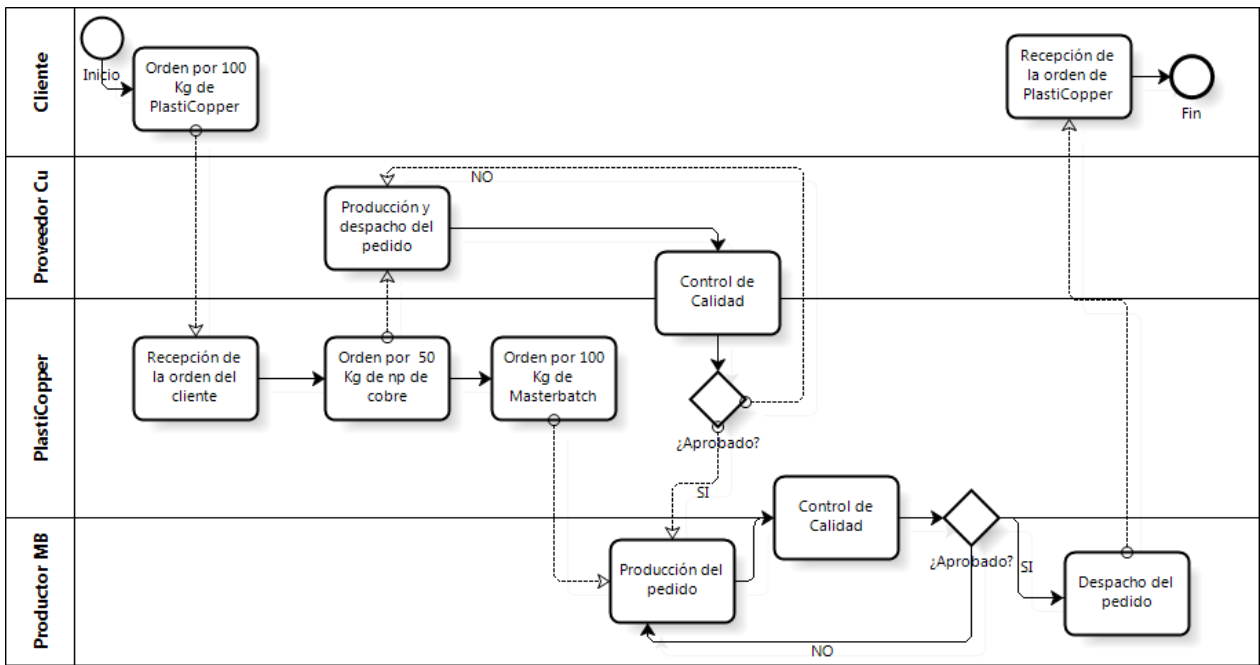 Cliente
Inicio
Orden por 100
Kg de
PlastiCopper
Recepción de
la orden de
PlastiCopper
Fin
Proveedor Cu
NO
Producción y
despacho del
pedido
Control de
Calidad
PlastiCopper
Recepción de
la orden del
cliente
Orden por 50
Kg de np de
cobre
Orden por 100
Kg de
Masterbatch
¿Aprobado?
SI
Control de
Calidad
Productor MB
Producción del
pedido
¿Aprobado?
SI
Despacho del
pedido
NO